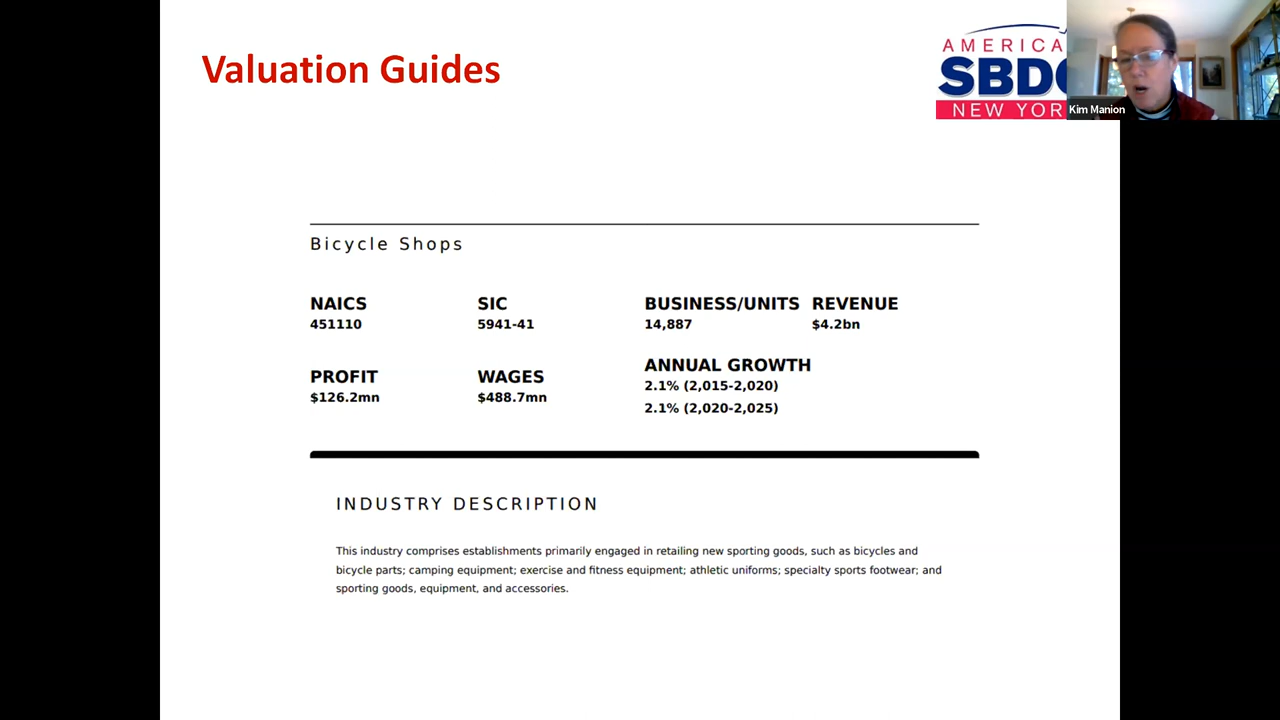 Valuation Guides
AMERICA
SBDC
NEW YOR
Kim Manion
Bicycle Shops
NAICS
451110
SIC
5941-41
BUSINESS/UNITS
14,887
REVENUE
$4.2bn
PROFIT
$126.2mn
WAGES
$488.7mn
ANNUAL GROWTH
2.1% (2,015-2,020)
2.1% (2,020-2,025)
INDUSTRY DESCRIPTION
This industry comprises establishments primarily engaged in retailing new sporting goods, such as bicycles and
bicycle parts; camping equipment; exercise and fitness equipment; athletic uniforms; specialty sports footwear; and
sporting goods, equipment, and accessories.